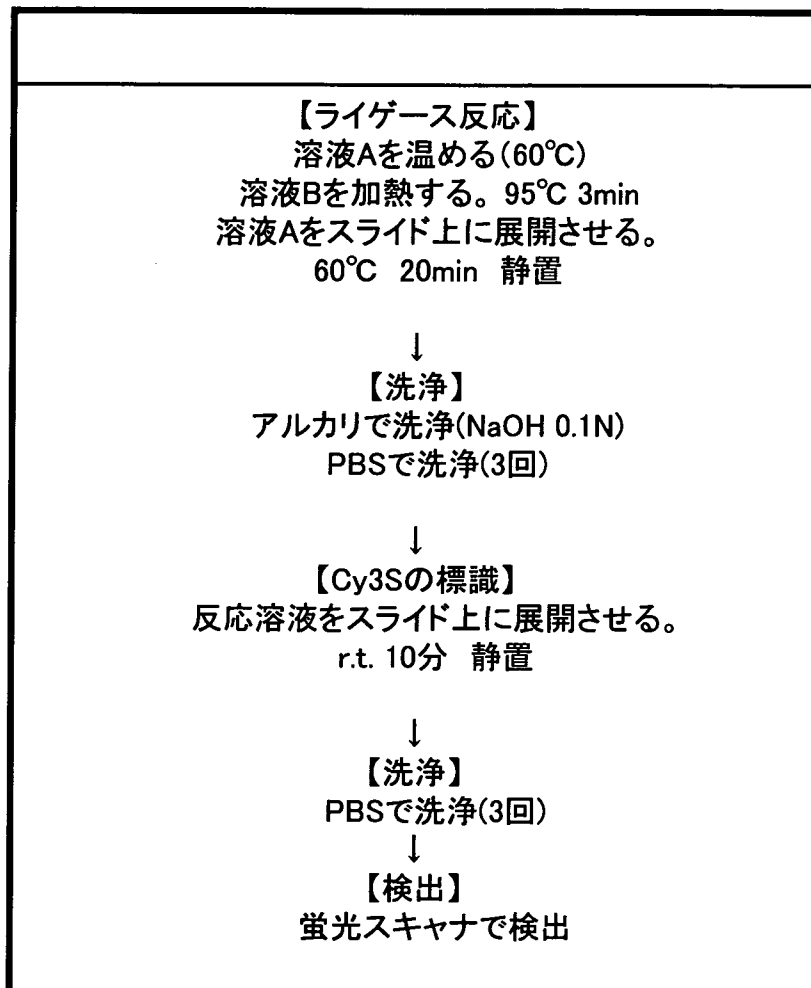 【ライゲース反応】
溶液Aを温める(60℃)
溶液Bを加熱する。 95℃ 3min
溶液Aをスライド上に展開させる。
60℃ 20min 静置
↓
【洗浄】
アルカリで洗浄(NaOH 0.1N)
PBSで洗浄(3回)
↓
【Cy3Sの標識】
反応溶液をスライド上に展開させる。
r.t. 10分 静置
↓
【洗浄】
PBSで洗浄(3回)
↓
【検出】
蛍光スキャナで検出